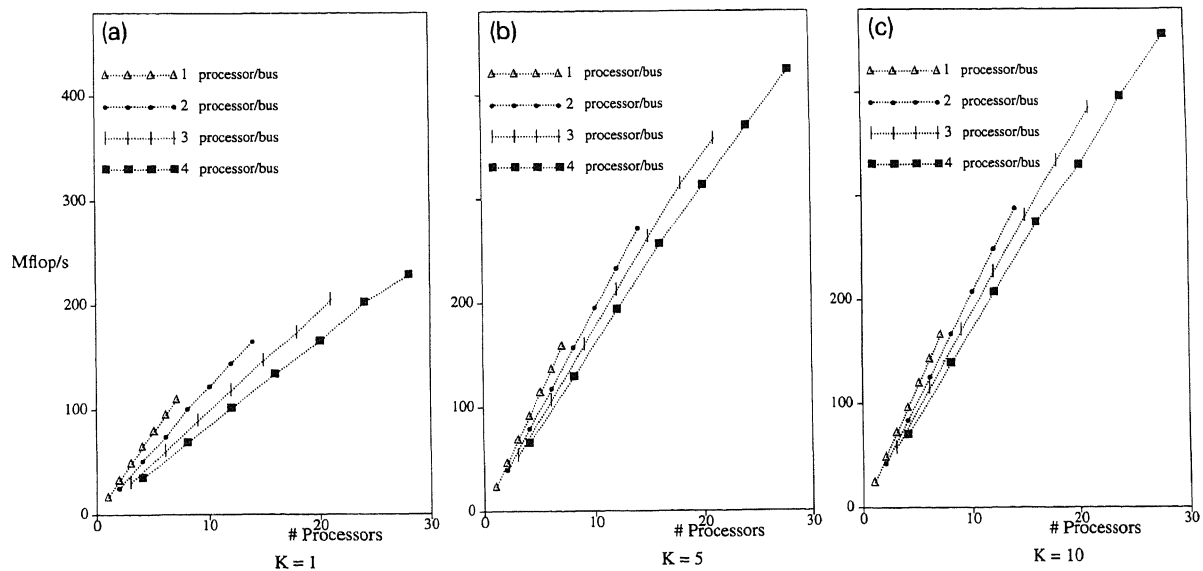 (a)
1 processor/bus
2 processor/bus
3 processor/bus
4 processor/bus
400
300
Mflop/s
200
100
0
0 10 20 30
# Processors
K = 1
(b)
1 processor/bus
2 processor/bus
3 processor/bus
4 processor/bus
200
100
0
0 10 20 30
# Processors
K = 5
(c)
1 processor/bus
2 processor/bus
3 processor/bus
4 processor/bus
200
100
0
0 10 20 30
# Processors
K = 10